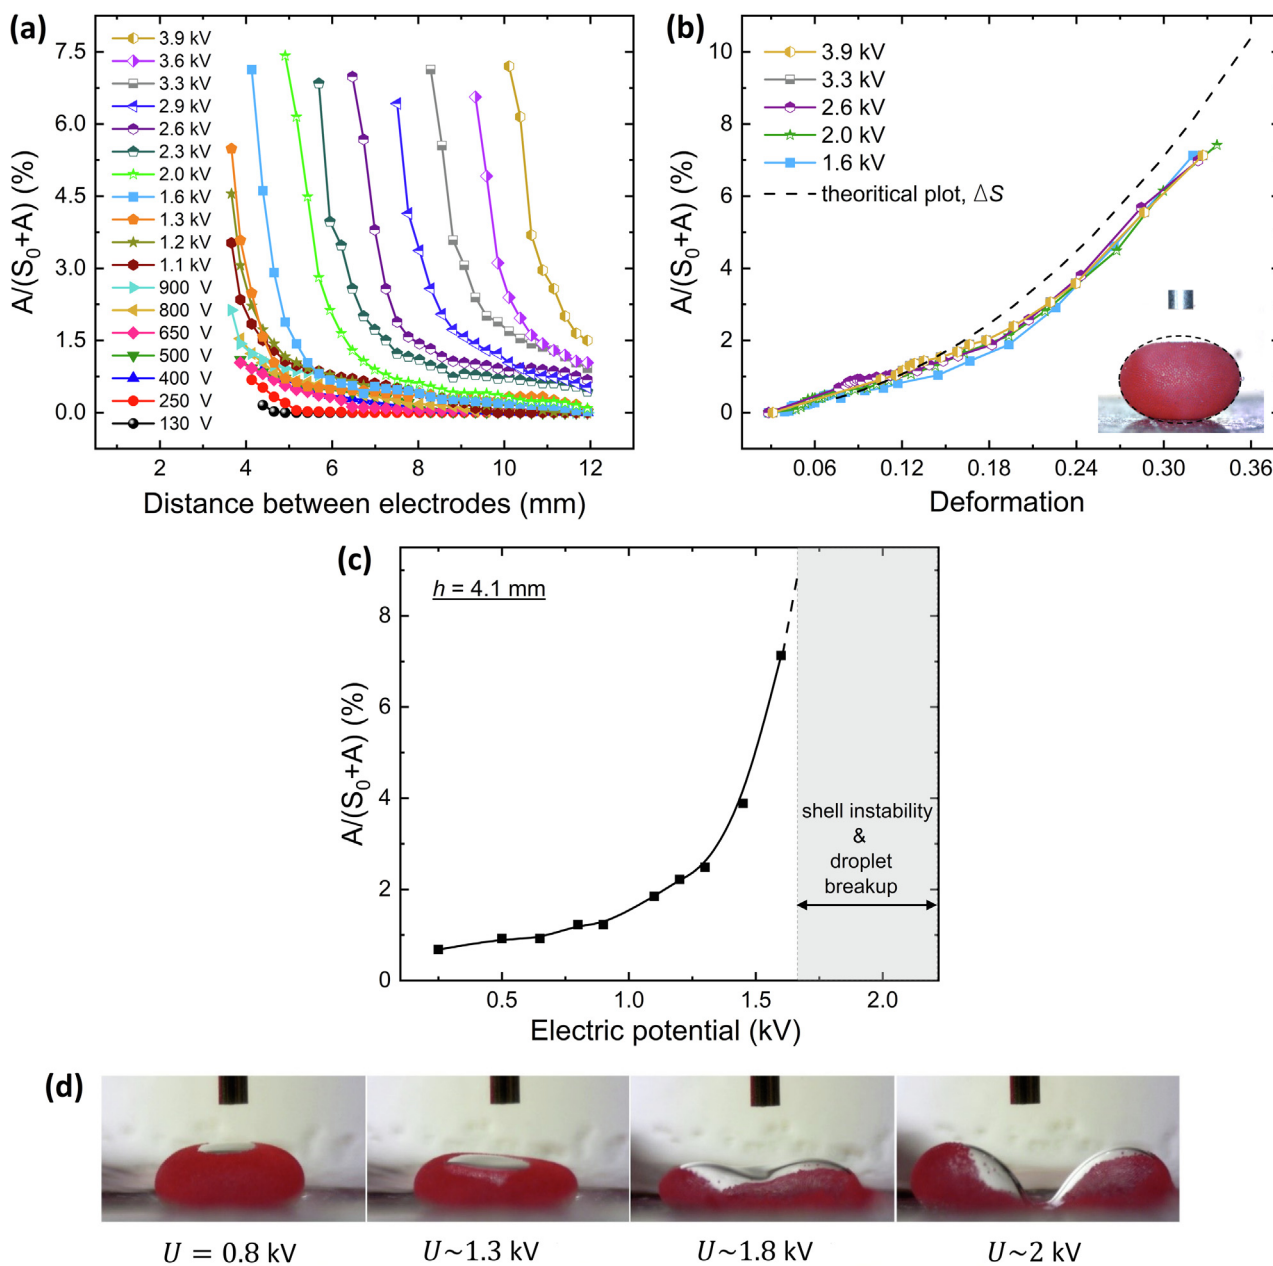 (a)
7.5
6.0
4.5
3.0
1.5
0.0
A/(S₀+A) (%)
3.9 kV
3.6 kV
3.3 kV
2.9 kV
2.6 kV
2.3 kV
2.0 kV
1.6 kV
1.3 kV
1.2 kV
1.1 kV
900 V
800 V
650 V
500 V
400 V
250 V
130 V
2 4 6 8 10 12
Distance between electrodes (mm)
(b)
10
8
6
4
2
0
A/(S₀+A) (%)
3.9 kV
3.3 kV
2.6 kV
2.0 kV
1.6 kV
theoritical plot, ΔS
0.06 0.12 0.18 0.24 0.30 0.36
Deformation
(c)
h = 4.1 mm
8
6
4
2
0
A/(S₀+A) (%)
shell instability
&
droplet
breakup
0.5 1.0 1.5 2.0
Electric potential (kV)
(d)
U = 0.8 kV U~1.3 kV U~1.8 kV U~2 kV